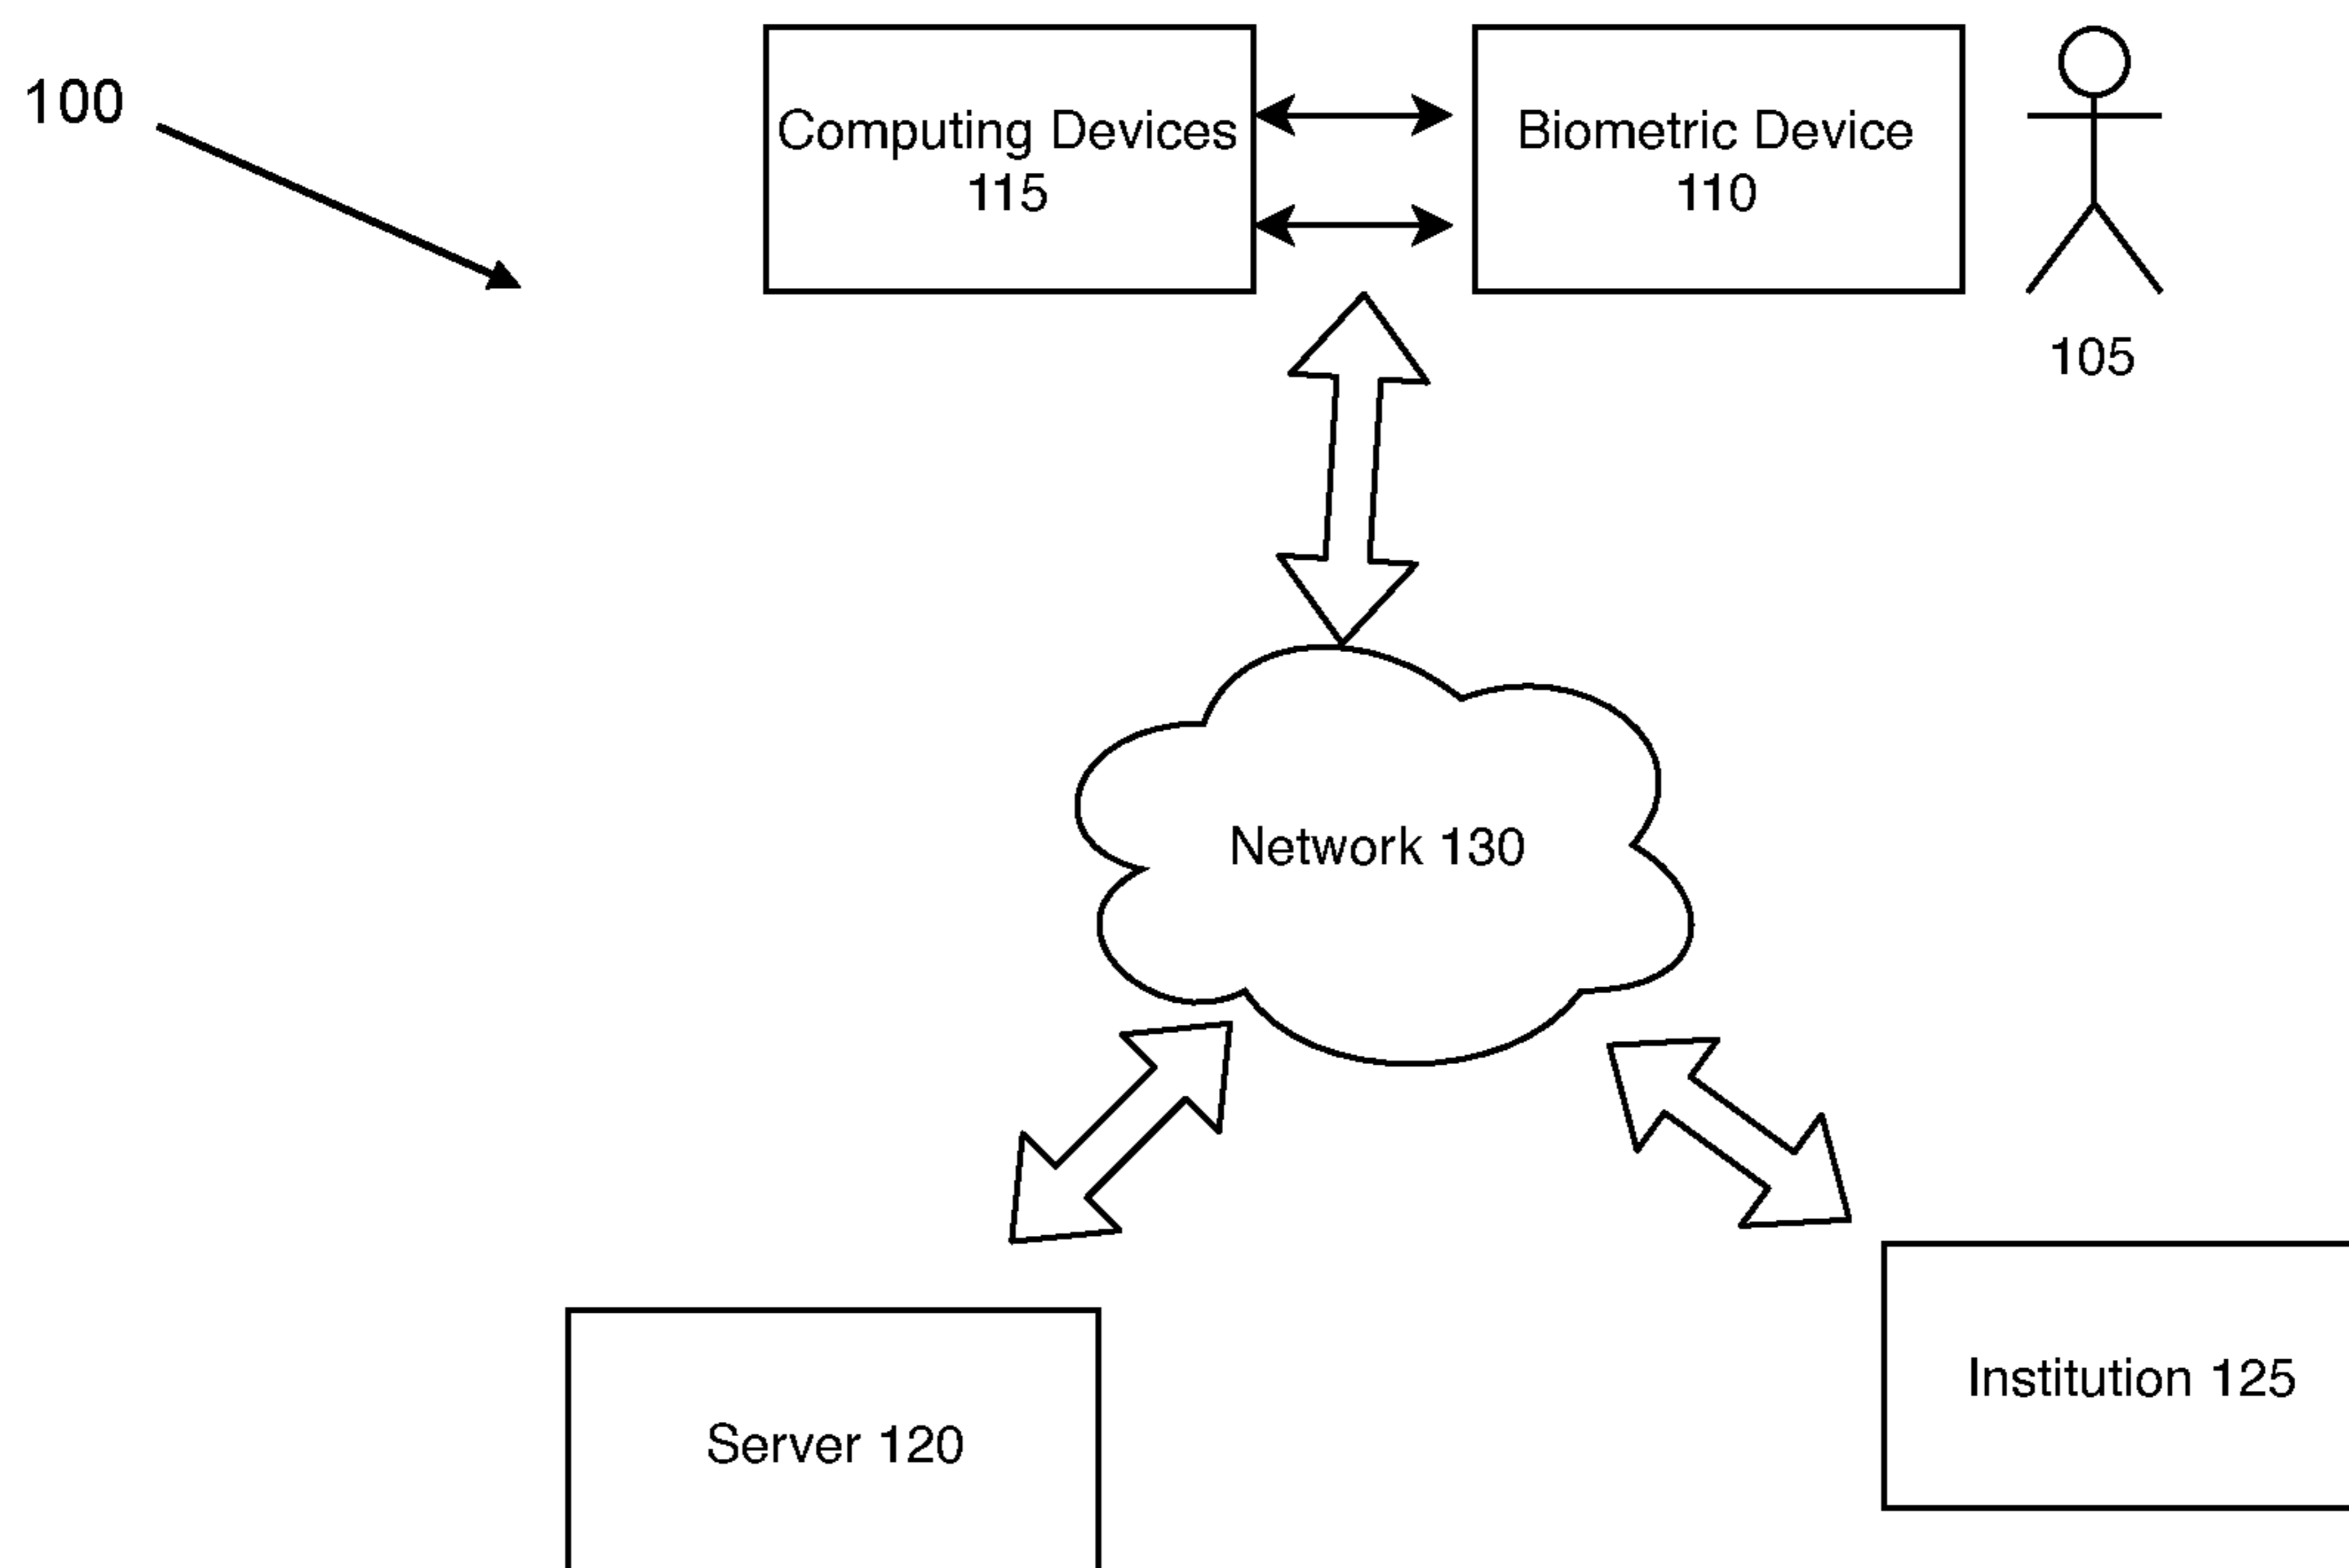 100
Computing Devices
115
Biometric Device
110
105
Network 130
Institution 125
Server 120